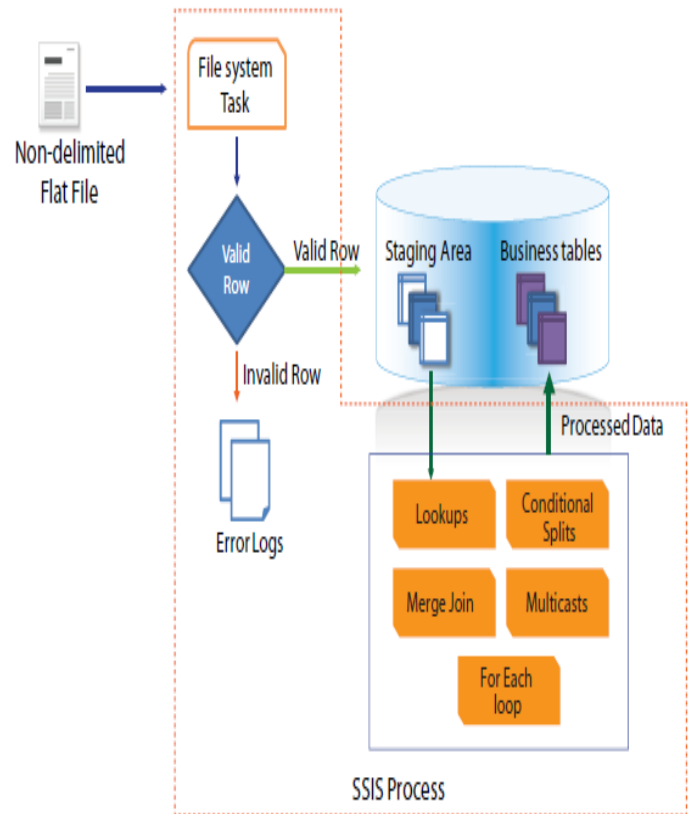 File system
Task
Non-delimited
Flat File
Valid
Row
Valid Row
Staging Area
Business tables
Invalid Row
Error Logs
Processed Data
Lookups
Conditional
Splits
Merge Join
Multicasts
For Each
loop
SSIS Process